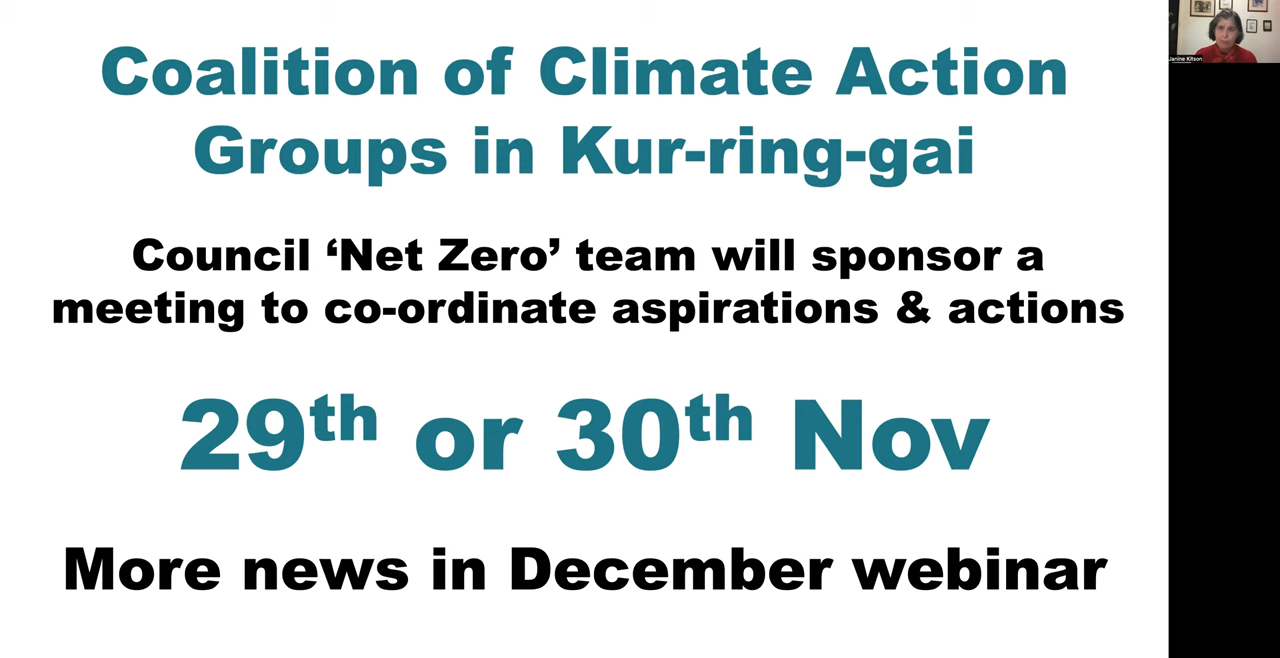 Coalition of Climate Action
Groups in Kur-ring-gai
Council ‘Net Zero’ team will sponsor a
meeting to co-ordinate aspirations & actions
29th or 30th Nov
More news in December webinar
Janine Kitson